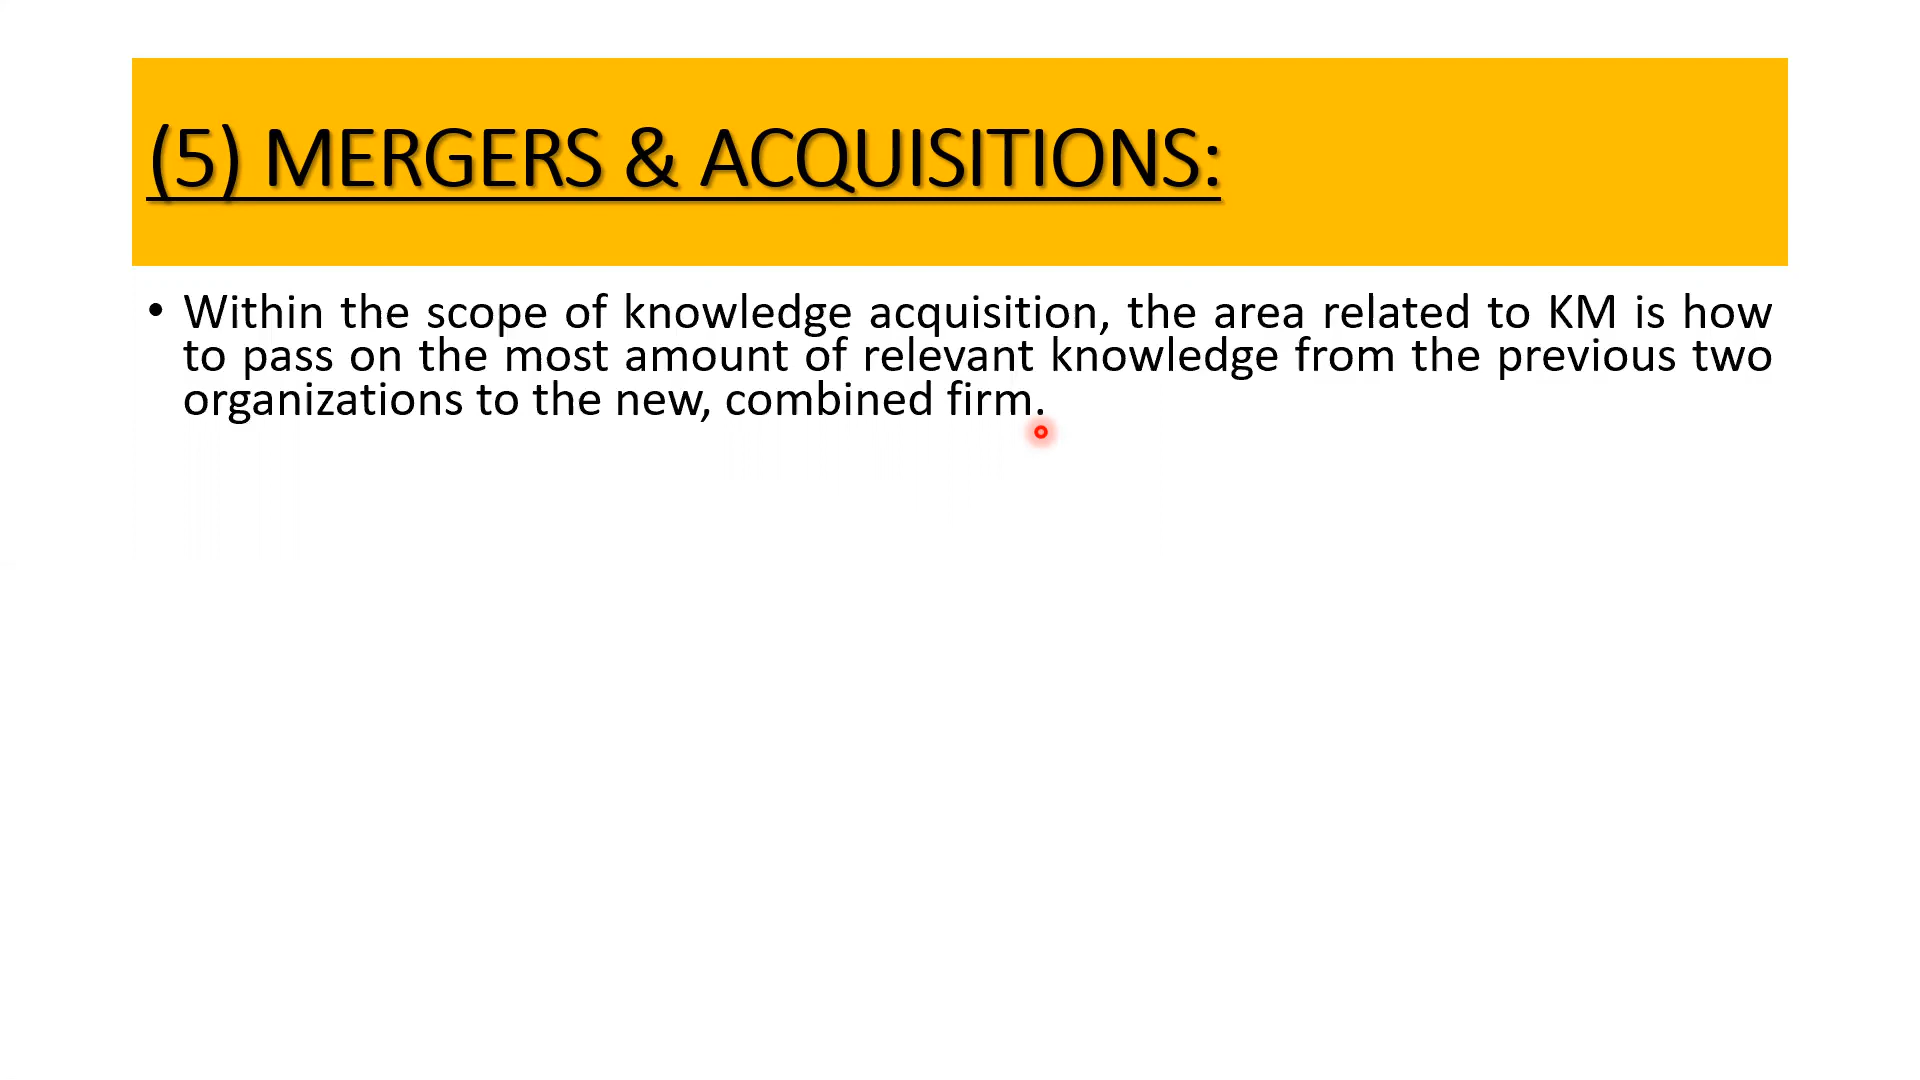 (5) MERGERS & ACQUISITIONS:
• Within the scope of knowledge acquisition, the area related to KM is how
to pass on the most amount of relevant knowledge from the previous two
organizations to the new, combined firm.